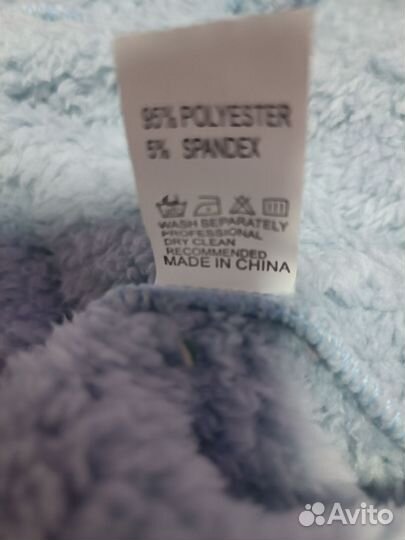 95% POLYESTER
5% SPANDEX
WASH SEPARATELY
PROFESSIONAL
DRY CLEAN
RECOMMENDED
MADE IN CHINA
Avito